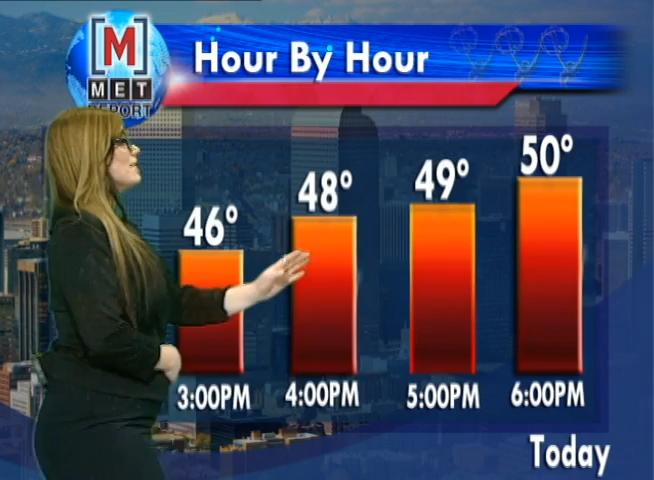 [M]
MET
REPORT
Hour By Hour
46° 48° 49° 50°
3:00PM 4:00PM 5:00PM 6:00PM
Today